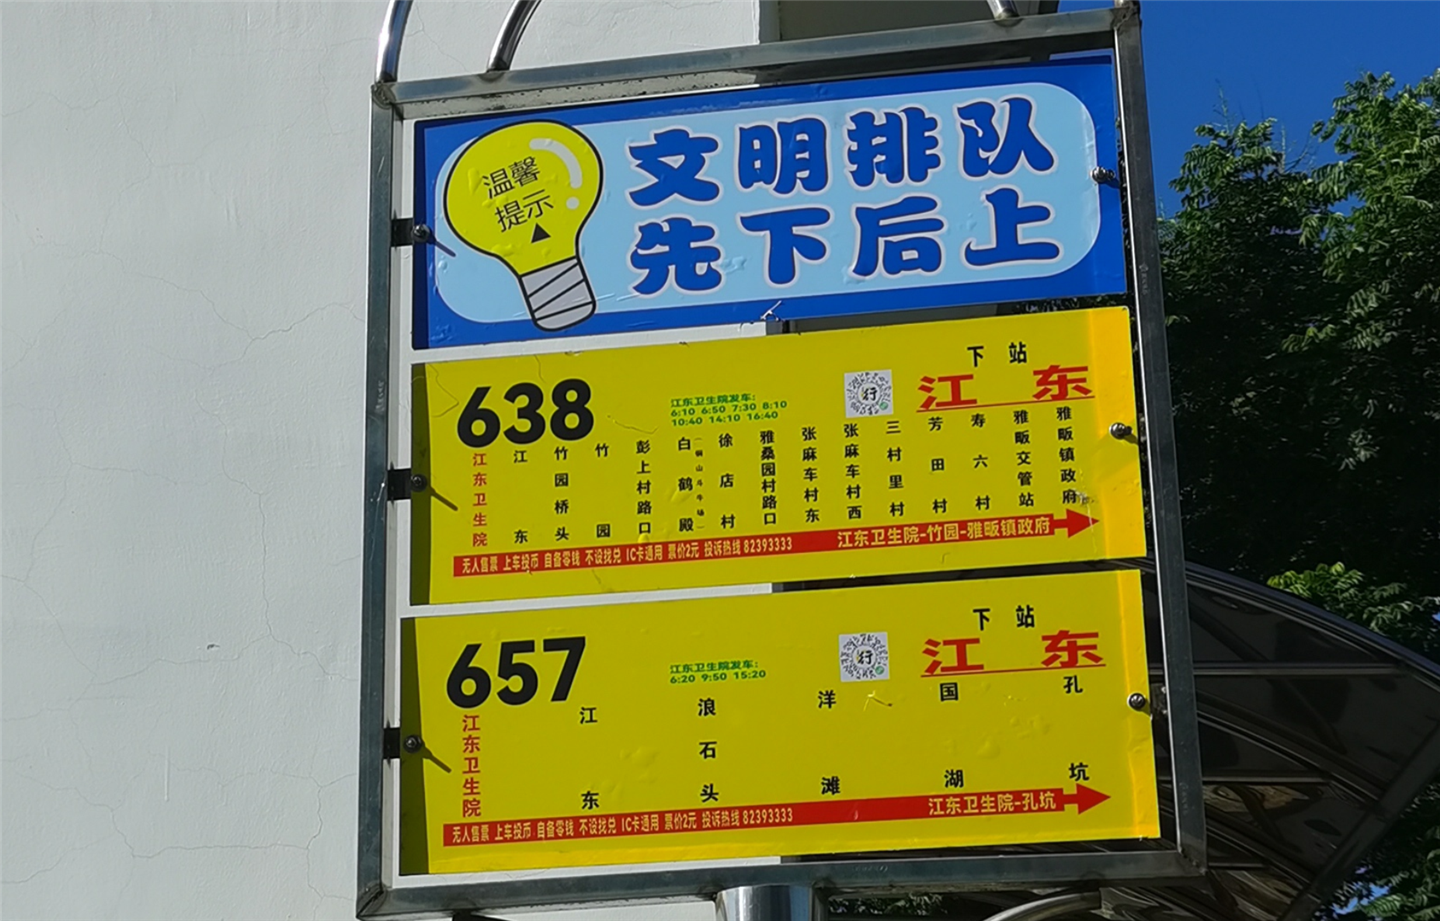 温馨
提示
文明排队
先下后上
638
江东卫生院发车:
6:10 6:50 7:30 8:10
10:40 14:10 16:40
行
下站
江东
江东卫生院
江东
竹园桥头
竹园
彭上村路口
白鹤殿
徐店村
雅桑园村路口
张麻车村东
张麻车村西
三村里村
芳田村
寿六村
雅畈交管站
雅畈镇政府
无人售票 上车投币 自备零钱 不设找兑 IC卡通用 票价2元 投诉热线 82393333
江东卫生院-竹园-雅畈镇政府
657
江东卫生院发车:
6:20 9:50 15:20
行
下站
江东
江东卫生院
江东
浪石头
洋滩
国湖
孔坑
无人售票 上车投币 自备零钱 不设找兑 IC卡通用 票价2元 投诉热线 82393333
江东卫生院-孔坑